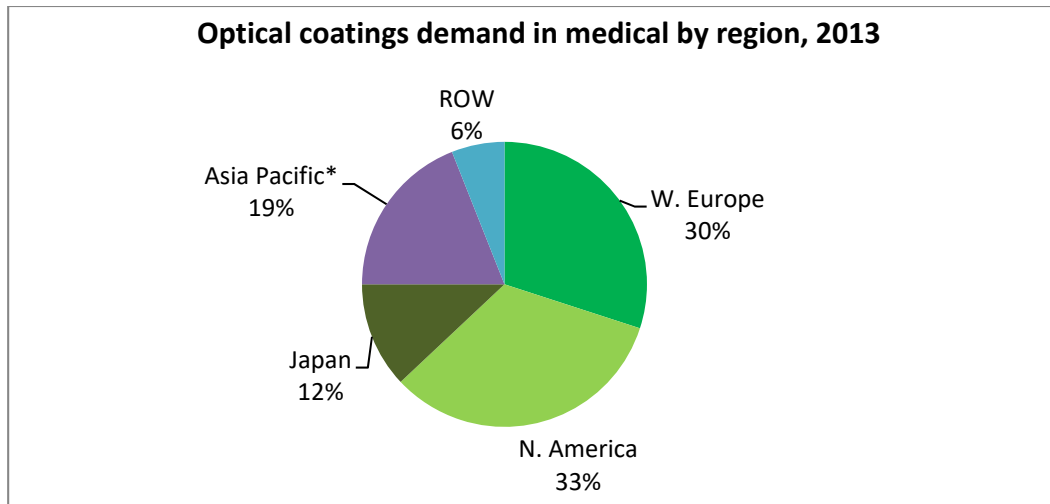 Optical coatings demand in medical by region, 2013
ROW
6%
Asia Pacific*
19%
W. Europe
30%
Japan
12%
N. America
33%